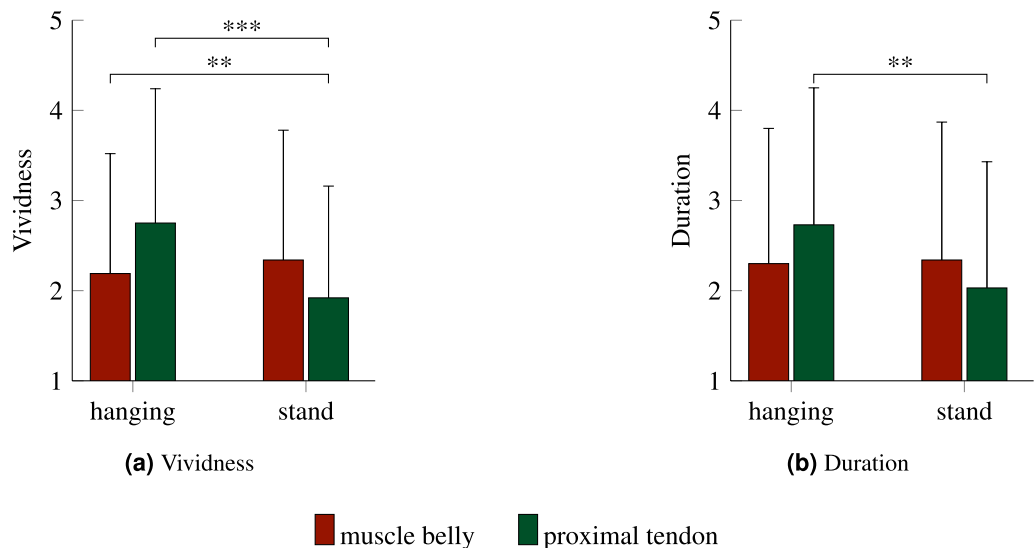 5
4
3
2
1
Vividness
***
**
hanging
stand
(a) Vividness
5
4
3
2
1
Duration
**
hanging
stand
(b) Duration
muscle belly
proximal tendon